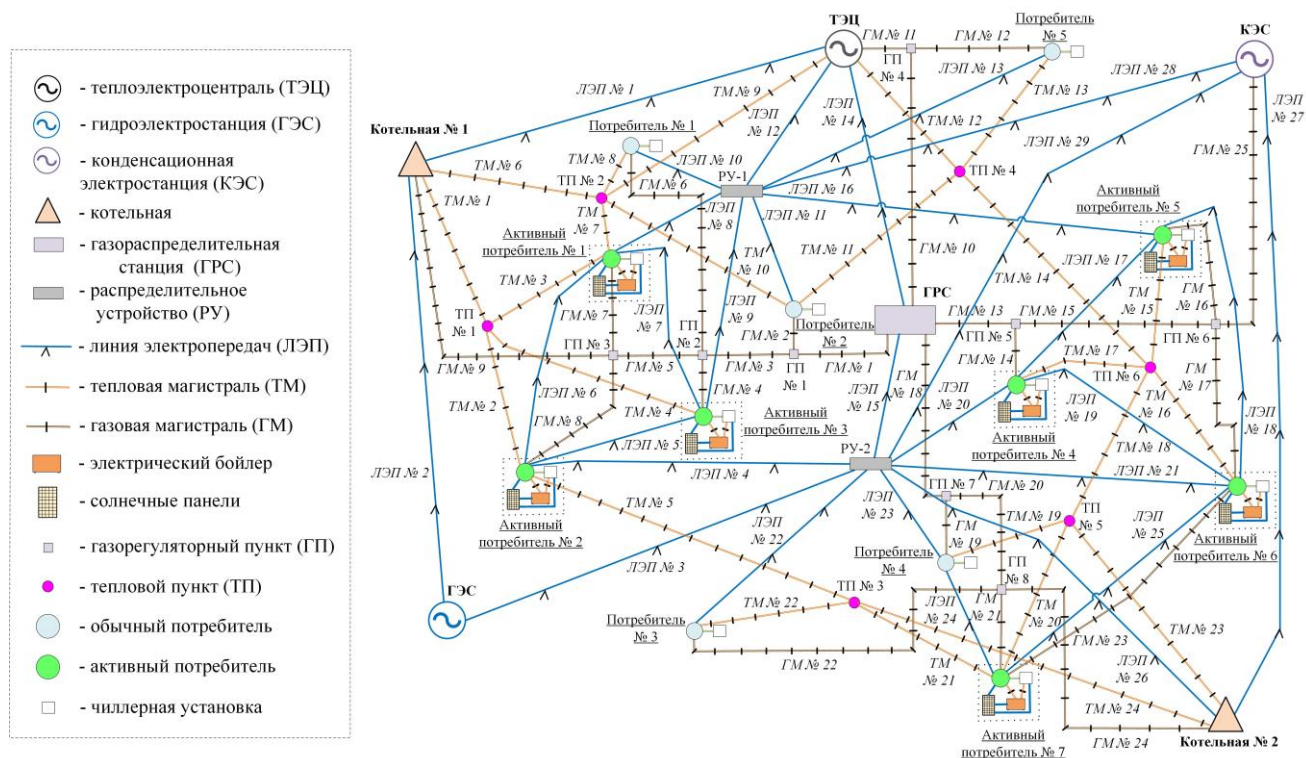 - теплоэлектроцентраль (ТЭЦ)
- гидроэлектростанция (ГЭС)
- конденсационная
электростанция (КЭС)
- котельная
- газораспределительная
станция (ГРС)
- распределительное
устройство (РУ)
- линия электропередач (ЛЭП)
- тепловая магистраль (ТМ)
- газовая магистраль (ГМ)
- электрический бойлер
- солнечные панели
- газорегуляторный пункт (ГП)
- тепловой пункт (ТП)
- обычный потребитель
- активный потребитель
- чиллерная установка
ТЭЦ
ГМ № 11
ГМ № 12
Потребитель
№ 5
КЭС
ГП
№ 4
ЛЭП № 13
ЛЭП № 28
ЛЭП № 1
ТМ № 9
ТМ № 13
ЛЭП
№ 27
ЛЭП
№ 12
ЛЭП
№ 14
ТМ № 12
ЛЭП № 29
Котельная № 1
Потребитель № 1
ГМ № 25
ТМ № 6
ТМ № 8
ЛЭП № 10
ТП № 4
ТП № 2
ГМ № 6
РУ-1
ЛЭП № 16
Активный
потребитель № 5
ТМ № 1
ТМ
№ 7
ЛЭП
№ 8
ЛЭП № 11
Активный
потребитель № 1
ТМ № 11
ГМ № 10
ЛЭП № 17
ТМ № 3
ТМ
№ 10
ТМ № 14
ТМ
№ 15
ГМ
№ 16
ТП
№ 1
ГМ № 7
ЛЭП
№ 7
ЛЭП
№ 9
ГРС
ГМ № 13
ГМ № 15
ГП
№ 2
ГМ № 2
Потребитель
№ 2
ГП № 5
ГП № 6
ГП № 3
ГМ № 9
ГМ № 5
ГМ № 3
ГП
№ 1
ГМ № 1
ГМ № 14
ТМ № 17
ТП № 6
ГМ
№ 17
ТМ № 2
ЛЭП № 6
ГМ № 4
ТМ № 4
ЛЭП
№ 15
ГМ
№ 18
ЛЭП
№ 20
ЛЭП
№ 19
ТМ
№ 16
ГМ № 8
ЛЭП № 5
Активный
потребитель № 3
Активный
потребитель № 4
ТМ № 18
ЛЭП
№ 18
ЛЭП № 2
РУ-2
ЛЭП № 4
ЛЭП № 21
ГП № 7
ГМ № 20
ТМ № 5
ЛЭП
№ 23
Активный
потребитель № 2
ЛЭП
№ 22
ГМ
№ 19
ТМ № 19
ТП
№ 5
ЛЭП
№ 25
Активный
потребитель № 6
ЛЭП № 3
Потребитель
№ 4
ГП
№ 8
ГЭС
ТП № 3
ТМ № 22
Потребитель
№ 3
ЛЭП
№ 24
ГМ
№ 21
ТМ
№ 20
ГМ № 23
ТМ № 23
ГМ № 22
ТМ
№ 21
ЛЭП
№ 26
ТМ № 24
Активный
потребитель № 7
ГМ № 24
Котельная № 2